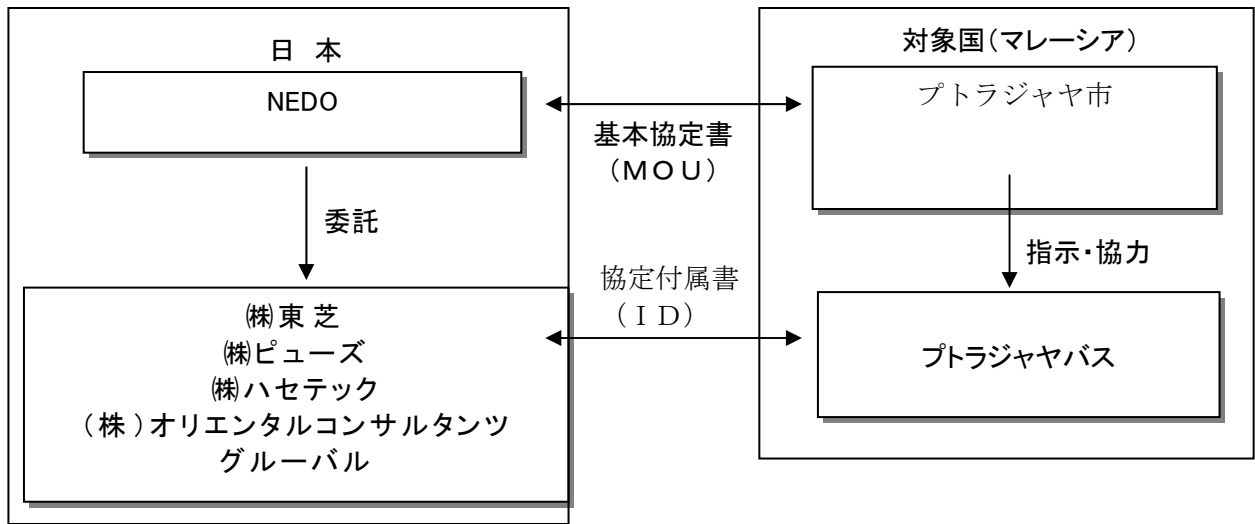 日 本
NEDO
委託
㈱東 芝
㈱ピューズ
㈱ハセテック
(株)オリエンタルコンサルタンツ
グルーバル
基本協定書
(MOU)
協定付属書
(ID)
対象国(マレーシア)
プトラジャヤ市
指示・協力
プトラジャヤバス